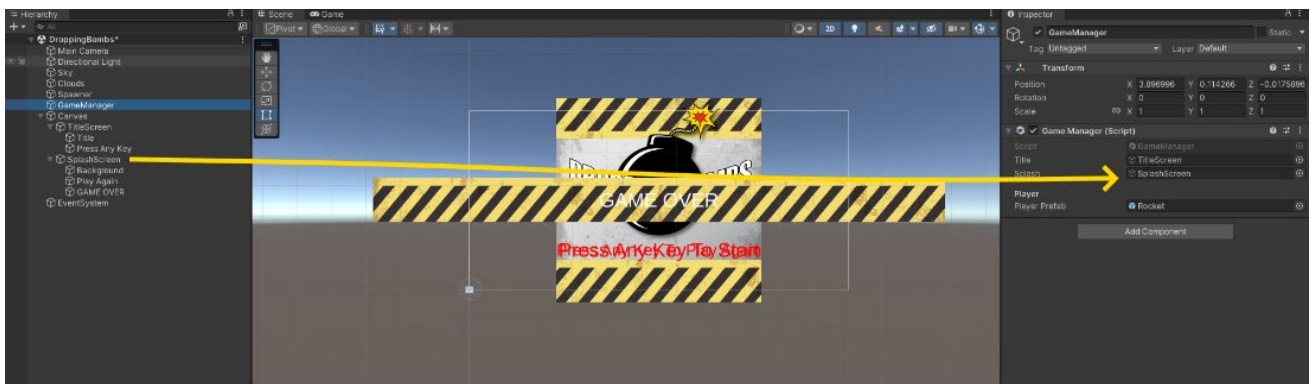 Hierarchy
All
DroppingBombs*
Main Camera
Directional Light
Sky
Clouds
Spawner
GameManager
Canvas
TitleScreen
Title
Press Any Key
SplashScreen
Background
Play Again
GAME OVER
EventSystem
Scene Game
Pivot Global
2D
GAME OVER
Inspector
GameManager Static
Tag Untagged Layer Default
Transform
Position X 3.896996 Y 0.114266 Z -0.0175896
Rotation X 0 Y 0 Z 0
Scale X 1 Y 1 Z 1
Game Manager (Script)
Script GameManager
Title TitleScreen
Splash SplashScreen
Player
Player Prefab Rocket
Add Component